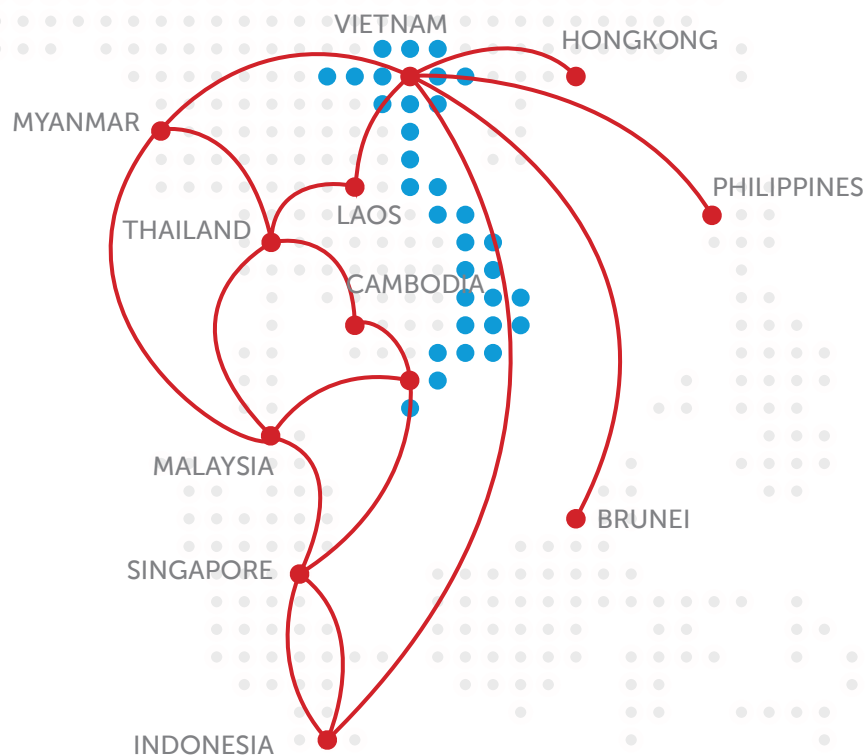 VIETNAM
HONGKONG
MYANMAR
PHILIPPINES
LAOS
THAILAND
CAMBODIA
MALAYSIA
BRUNEI
SINGAPORE
INDONESIA